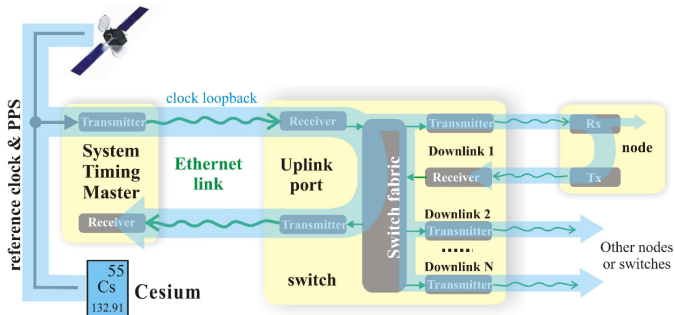 reference clock & PPS
clock loopback
Transmitter
Receiver
Transmitter
Rx
System
Timing
Master
Ethernet
link
Uplink
port
Switch fabric
Downlink 1
node
Receiver
Tx
Receiver
Transmitter
Downlink 2
Transmitter
Other nodes
or switches
switch
Downlink N
Transmitter
55
Cs
132.91
Cesium